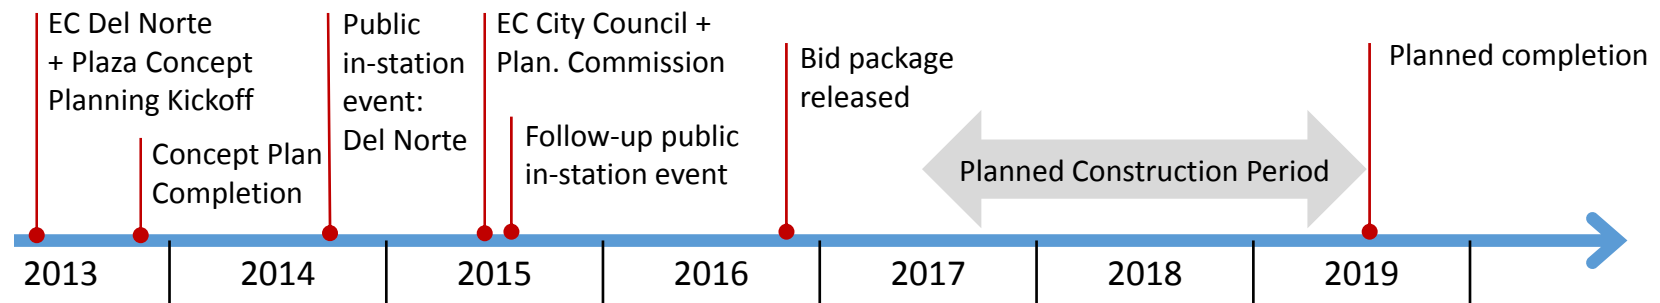 EC Del Norte
+ Plaza Concept
Planning Kickoff
Concept Plan
Completion
Public
in-station
event:
Del Norte
EC City Council +
Plan. Commission
Follow-up public
in-station event
Bid package
released
Planned Construction Period
Planned completion
2013
2014
2015
2016
2017
2018
2019